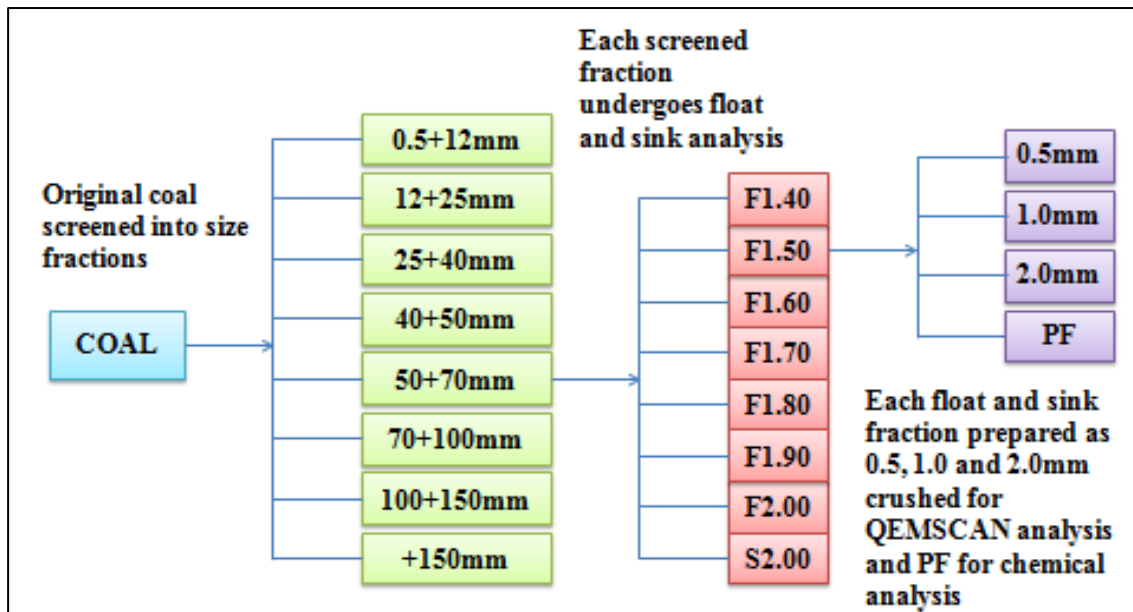 Original coal
screened into size
fractions
COAL
0.5+12mm
12+25mm
25+40mm
40+50mm
50+70mm
70+100mm
100+150mm
+150mm
Each screened
fraction
undergoes float
and sink analysis
F1.40
F1.50
F1.60
F1.70
F1.80
F1.90
F2.00
S2.00
0.5mm
1.0mm
2.0mm
PF
Each float and sink
fraction prepared as
0.5, 1.0 and 2.0mm
crushed for
QEMSCAN analysis
and PF for chemical
analysis